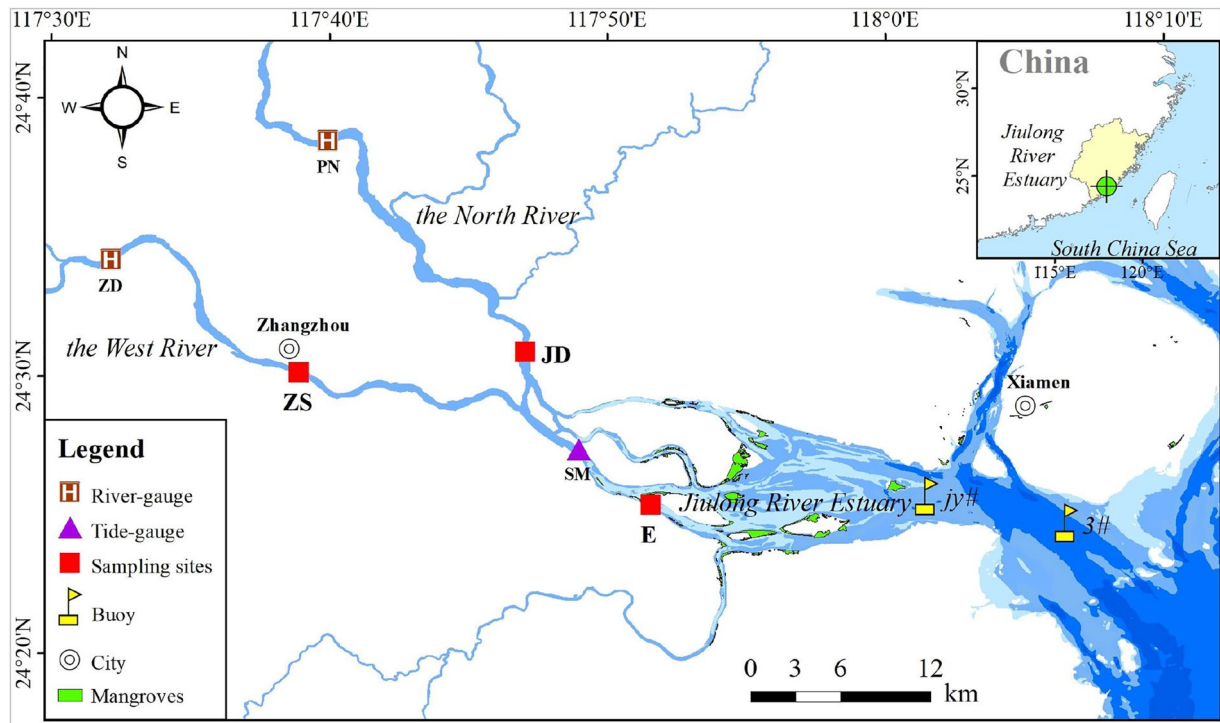 117°30'E 117°40'E 117°50'E 118°0'E 118°10'E
24°40'N
24°30'N
24°20'N
N
W E
S
PN
the North River
ZD
the West River
Zhangzhou
ZS
JD
SM
E
Jiulong River Estuary
jy#
3#
Xiamen
China
Jiulong
River
Estuary
South China Sea
30°N
25°N
115°E 120°E
Legend
H River-gauge
Tide-gauge
Sampling sites
Buoy
City
Mangroves
0 3 6 12
km